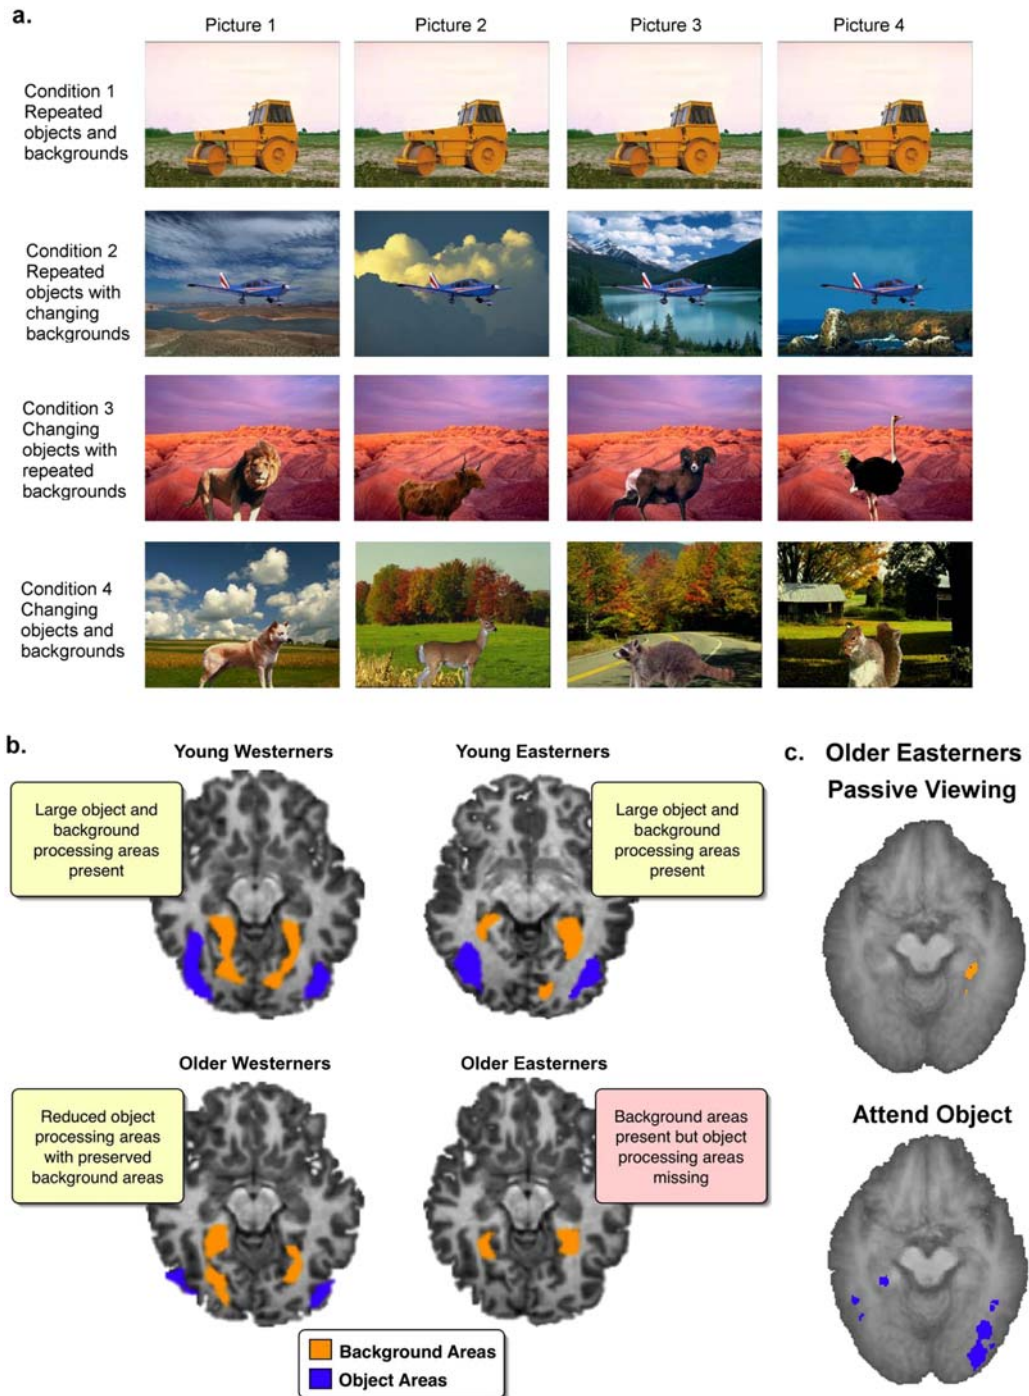 a.
Picture 1
Picture 2
Picture 3
Picture 4
Condition 1
Repeated
objects and
backgrounds
Condition 2
Repeated
objects with
changing
backgrounds
Condition 3
Changing
objects with
repeated
backgrounds
Condition 4
Changing
objects and
backgrounds
b.
Young Westerners
Large object and
background
processing areas
present
Young Easterners
Large object and
background
processing areas
present
Older Westerners
Reduced object
processing areas
with preserved
background areas
Older Easterners
Background areas
present but object
processing areas
missing
Background Areas
Object Areas
c. Older Easterners
Passive Viewing
Attend Object